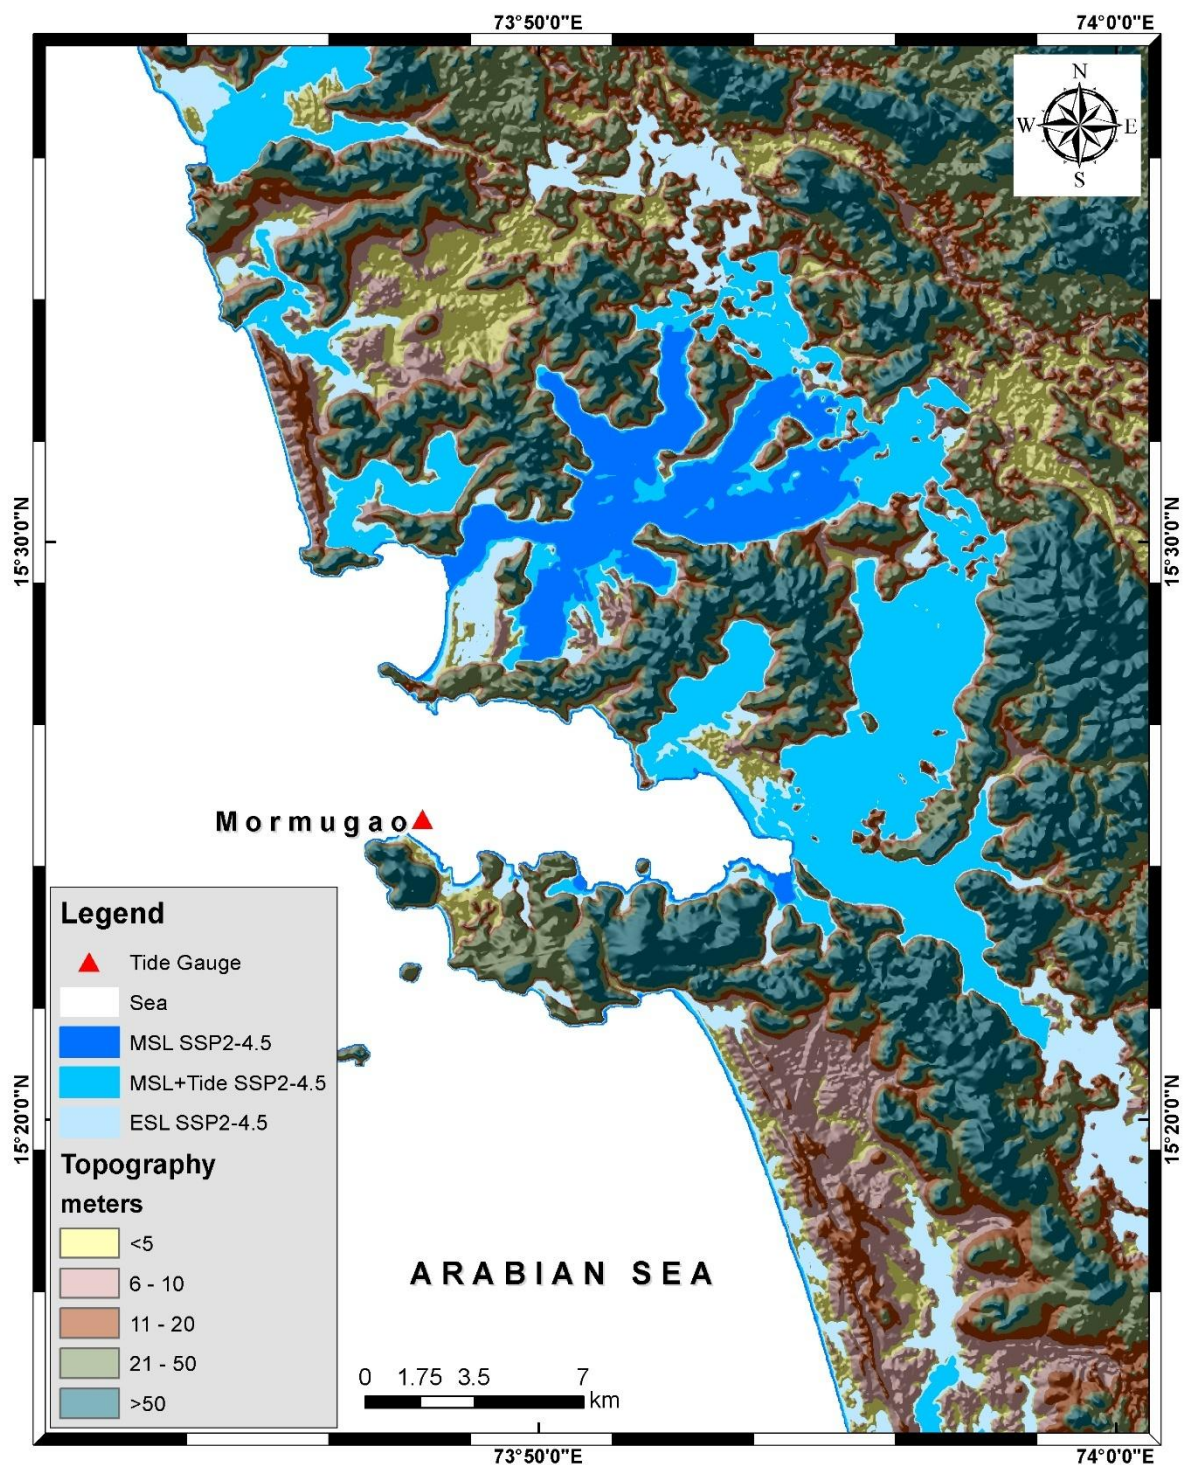 73°50'0"E
74°0'0"E
N
W
E
S
15°30'0"N
15°30'0"N
Mormugao
Legend
Tide Gauge
Sea
MSL SSP2-4.5
MSL+Tide SSP2-4.5
ESL SSP2-4.5
Topography
meters
<5
6 - 10
11 - 20
21 - 50
>50
15°20'0"N
15°20'0"N
ARABIAN SEA
0 1.75 3.5 7
km
73°50'0"E
74°0'0"E